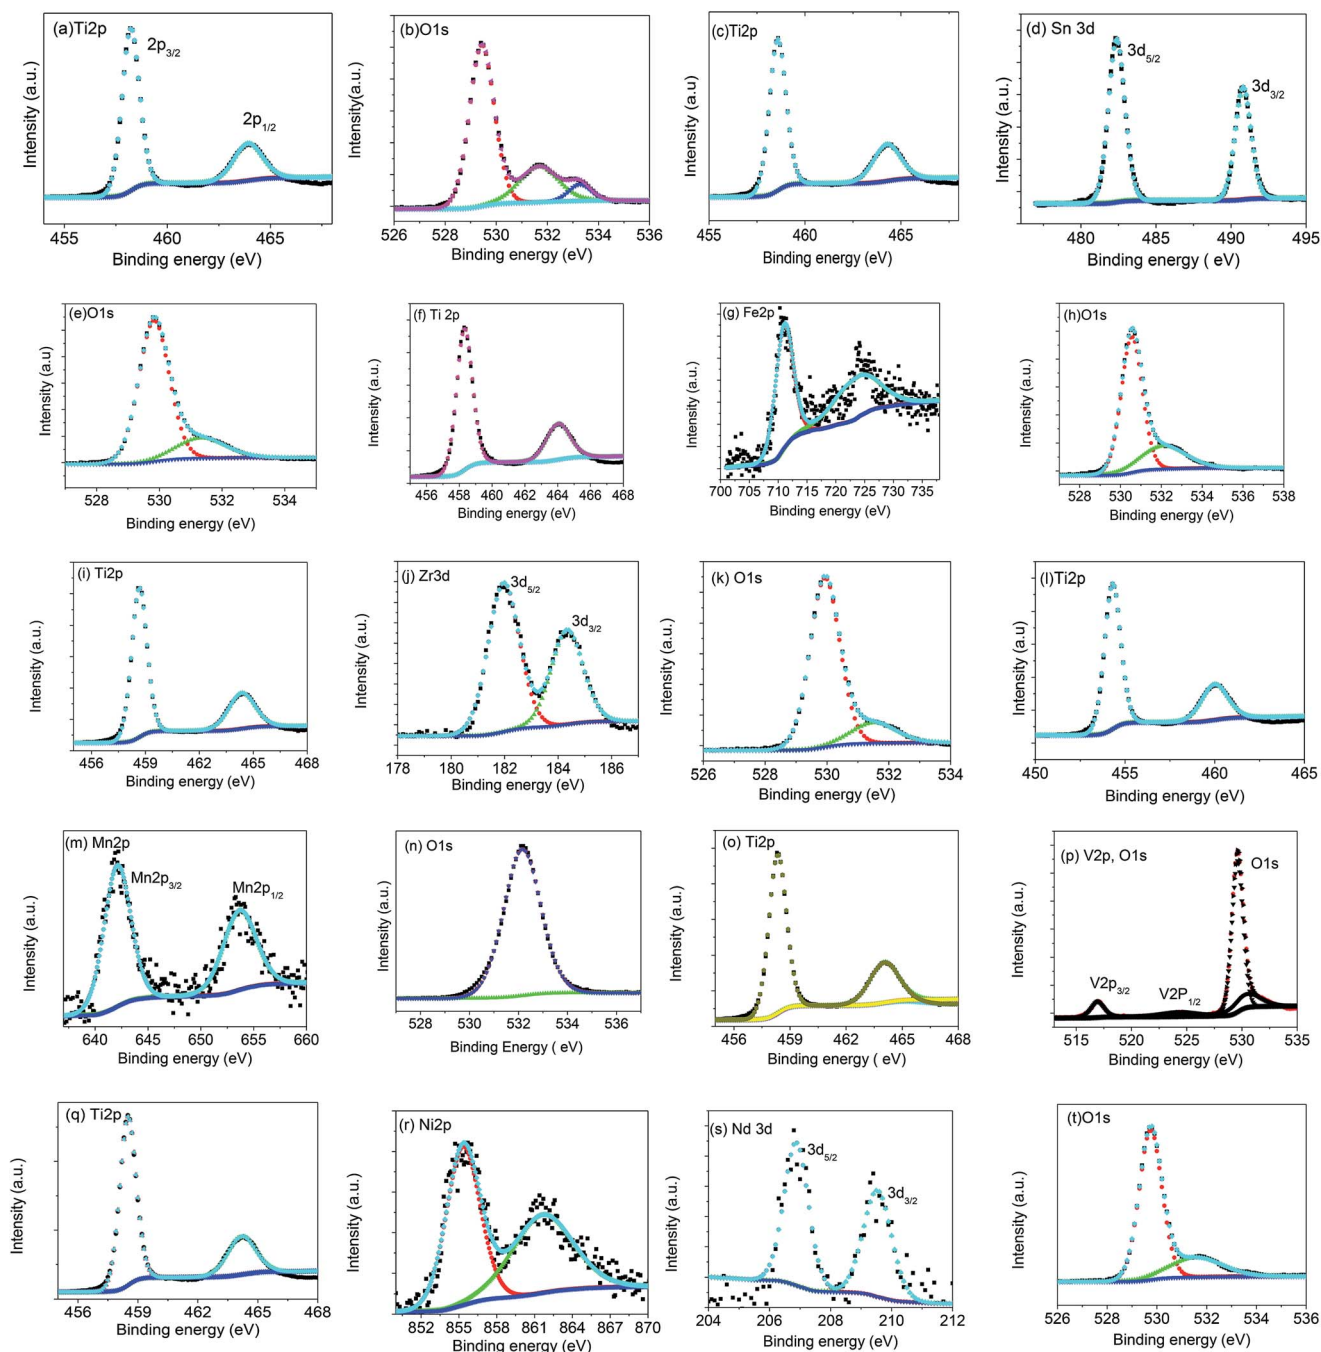 (a)Ti2p
2p3/2
2p1/2
Intensity (a.u.)
455 460 465
Binding energy (eV)
(b)O1s
Intensity(a.u.)
526 528 530 532 534 536
Binding energy (eV)
(c)Ti2p
Intensity (a.u)
455 460 465
Binding energy (eV)
(d) Sn 3d
3d5/2
3d3/2
Intensity (a.u.)
480 485 490 495
Binding energy ( eV)
(e)O1s
Intensity (a.u)
528 530 532 534
Binding energy (eV)
(f) Ti 2p
Intensity (a.u.)
456 458 460 462 464 466 468
Binding energy (eV)
(g) Fe2p
Intensity (a.u.)
700 705 710 715 720 725 730 735
Binding energy (eV)
(h)O1s
Intensity (a.u.)
528 530 532 534 536 538
Binding energy (eV)
(i) Ti2p
Intensity (a.u.)
456 459 462 465 468
Binding energy (eV)
(j) Zr3d
3d5/2
3d3/2
Intensity (a.u.)
178 180 182 184 186
Binding energy (eV)
(k) O1s
Intensity (a.u.)
526 528 530 532 534
Binding energy (eV)
(l)Ti2p
Intensity (a.u)
450 455 460 465
Binding energy (eV)
(m) Mn2p
Mn2p3/2
Mn2p1/2
Intensity (a.u.)
640 645 650 655 660
Binding energy (eV)
(n) O1s
Intensity (a.u.)
528 530 532 534 536
Binding Energy ( eV)
(o) Ti2p
Intensity (a.u.)
456 459 462 465 468
Binding energy ( eV)
(p) V2p, O1s
O1s
V2p3/2
V2P1/2
Intensity (a.u.)
515 520 525 530 535
Binding energy (eV)
(q) Ti2p
Intensity (a.u.)
456 459 462 465 468
Binding energy (eV)
(r) Ni2p
Intensity (a.u.)
852 855 858 861 864 867 870
Binding energy (eV)
(s) Nd 3d
3d5/2
3d3/2
Intensity (a.u.)
204 206 208 210 212
Binding energy (eV)
(t)O1s
Intensity (a.u.)
526 528 530 532 534 536
Binding energy (eV)